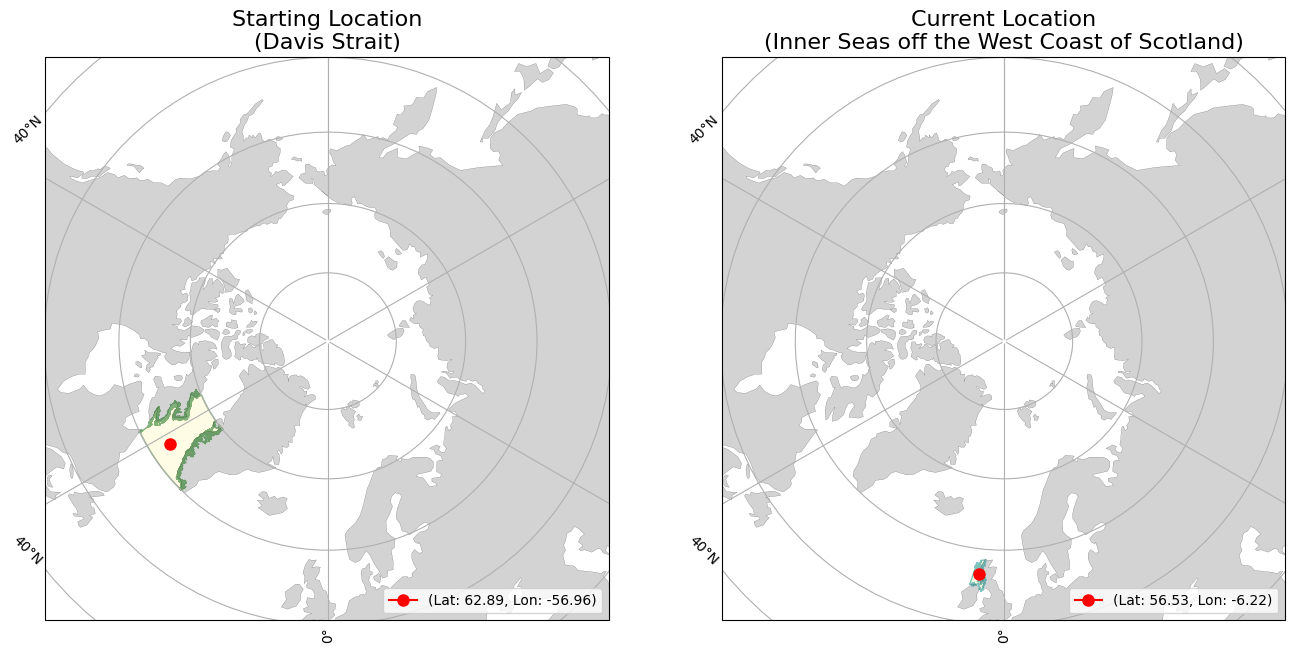 Starting Location
(Davis Strait)
40°N
40°N
0°
(Lat: 62.89, Lon: -56.96)
Current Location
(Inner Seas off the West Coast of Scotland)
40°N
40°N
0°
(Lat: 56.53, Lon: -6.22)